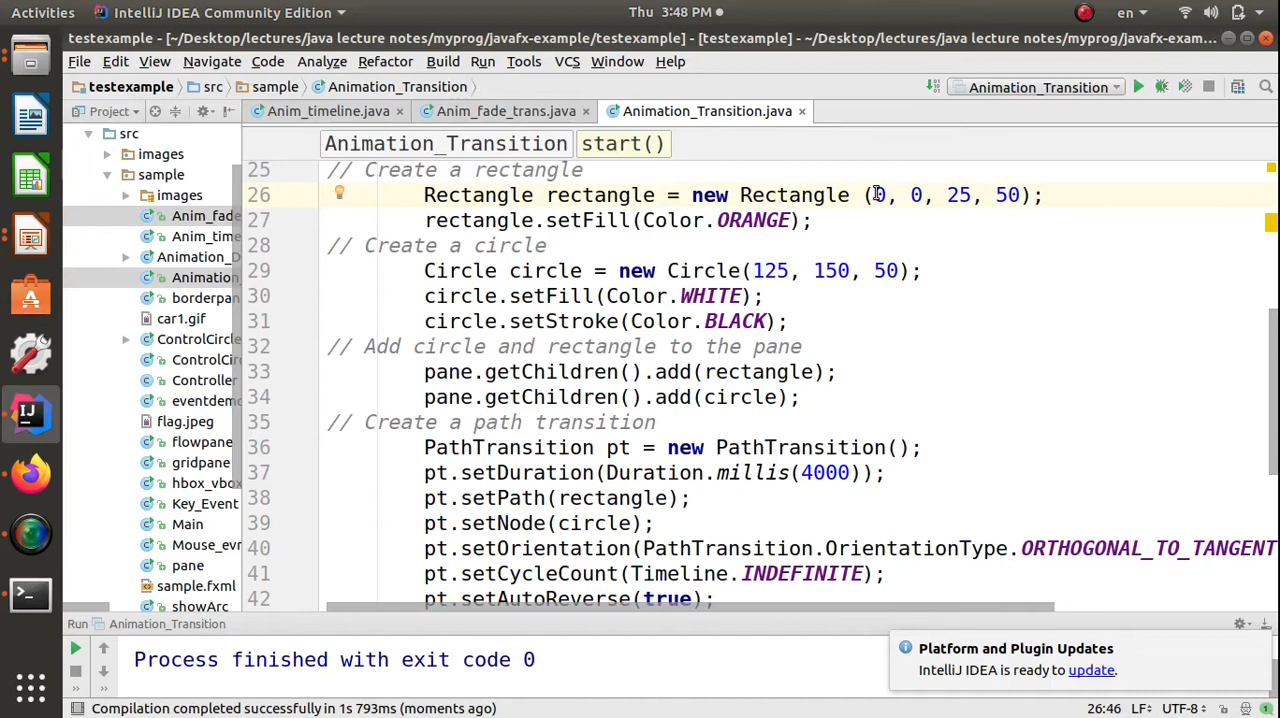 Activities IntelliJ IDEA Community Edition Thu 3:48 PM en
testexample - [~/Desktop/lectures/java lecture notes/myprog/javafx-example/testexample] - [testexample] - ~/Desktop/lectures/java lecture notes/myprog/javafx-exam...
File Edit View Navigate Code Analyze Refactor Build Run Tools VCS Window Help
testexample src sample Animation_Transition Animation_Transition
Project Anim_timeline.java Anim_fade_trans.java Animation_Transition.java
Animation_Transition start()
src
images
sample
images
Anim_fade
Anim_time
Animation_D
Animation
borderpan
car1.gif
ControlCircle
ControlCir
Controller
eventdemo
flag.jpeg
flowpane
gridpane
hbox_vbox
Key_Event
Main
Mouse_evn
pane
sample.fxml
showArc
25 // Create a rectangle
26 Rectangle rectangle = new Rectangle (0, 0, 25, 50);
27 rectangle.setFill(Color.ORANGE);
28 // Create a circle
29 Circle circle = new Circle(125, 150, 50);
30 circle.setFill(Color.WHITE);
31 circle.setStroke(Color.BLACK);
32 // Add circle and rectangle to the pane
33 pane.getChildren().add(rectangle);
34 pane.getChildren().add(circle);
35 // Create a path transition
36 PathTransition pt = new PathTransition();
37 pt.setDuration(Duration.millis(4000));
38 pt.setPath(rectangle);
39 pt.setNode(circle);
40 pt.setOrientation(PathTransition.OrientationType.ORTHOGONAL_TO_TANGENT
41 pt.setCycleCount(Timeline.INDEFINITE);
42 pt.setAutoReverse(true);
Run Animation_Transition
Process finished with exit code 0
Platform and Plugin Updates
IntelliJ IDEA is ready to update.
Compilation completed successfully in 1s 793ms (moments ago) 26:46 LF UTF-8